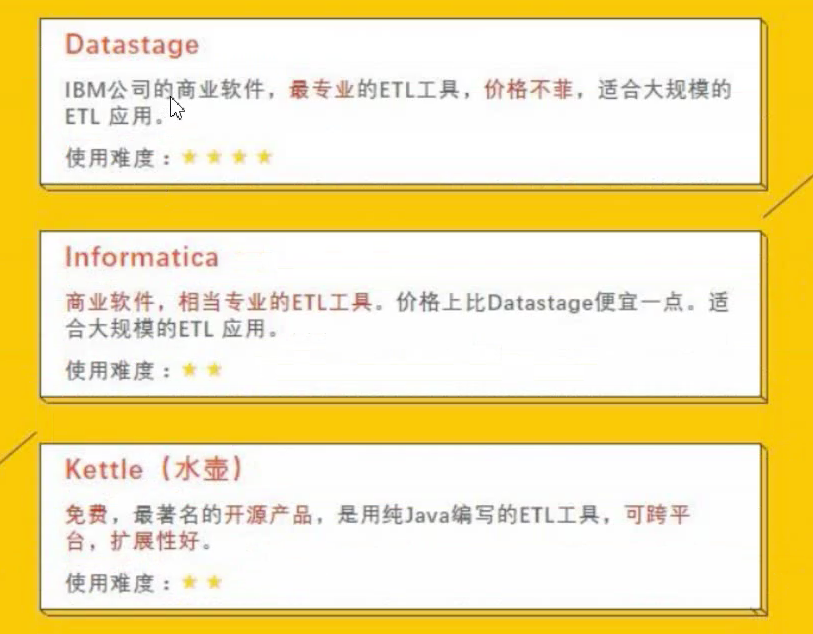 Datastage
IBM公司的商业软件，最专业的ETL工具，价格不菲，适合大规模的
ETL 应用。
使用难度：★★★★
Informatica
商业软件，相当专业的ETL工具。价格上比Datastage便宜一点。适
合大规模的ETL 应用。
使用难度：★★
Kettle（水壶）
免费，最著名的开源产品，是用纯Java编写的ETL工具，可跨平
台，扩展性好。
使用难度：★★